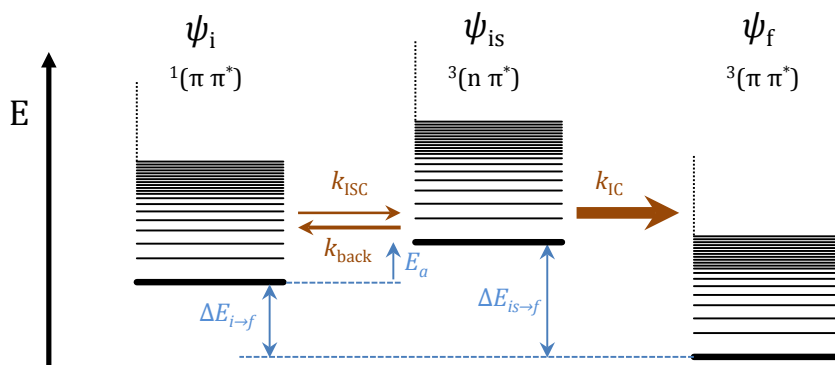 ψi ψis ψf
¹(π π*) ³(n π*) ³(π π*)
E
kISC kIC
kback
Ea
ΔEi→f ΔEis→f